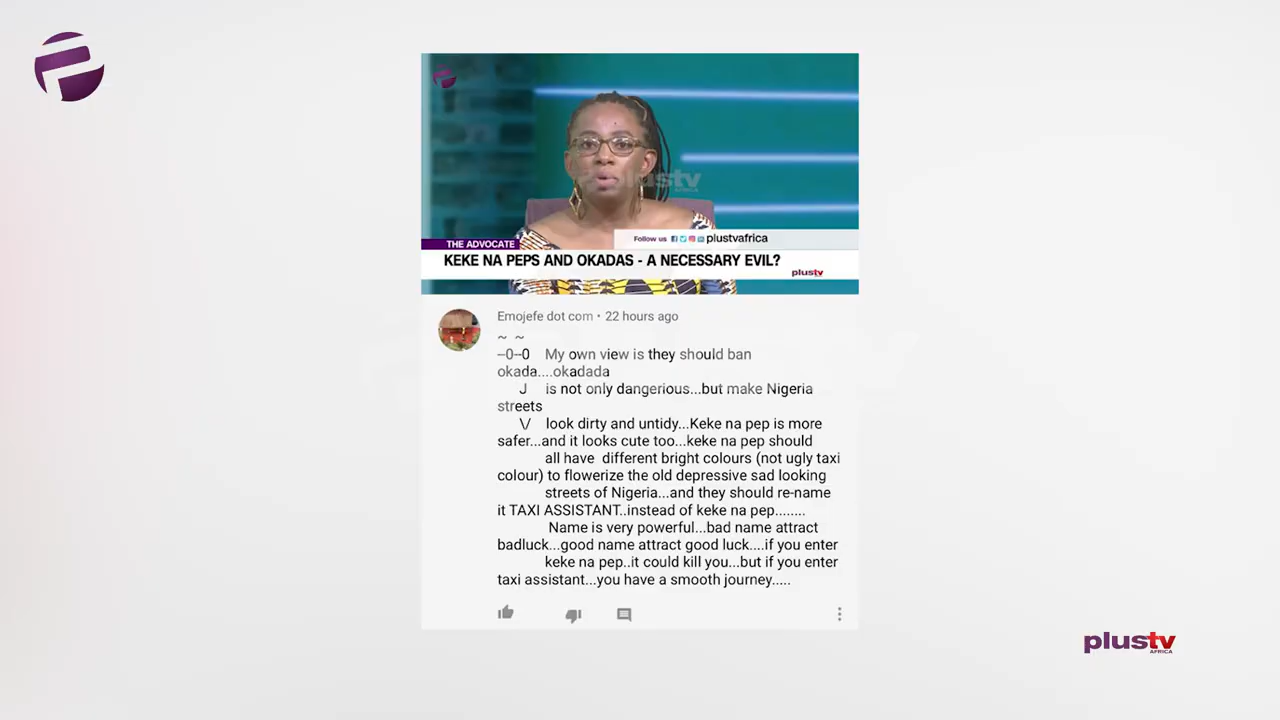 plustv
AFRICA
THE ADVOCATE
Follow us plustvafrica
KEKE NA PEPS AND OKADAS - A NECESSARY EVIL?
plustv
Emojefe dot com • 22 hours ago
~ ~
–0–0 My own view is they should ban
okada....okadada
J is not only dangerious...but make Nigeria
streets
\/ look dirty and untidy...Keke na pep is more
safer...and it looks cute too...keke na pep should
all have different bright colours (not ugly taxi
colour) to flowerize the old depressive sad looking
streets of Nigeria...and they should re-name
it TAXI ASSISTANT..instead of keke na pep........
Name is very powerful...bad name attract
badluck...good name attract good luck....if you enter
keke na pep..it could kill you...but if you enter
taxi assistant...you have a smooth journey.....
plustv
AFRICA